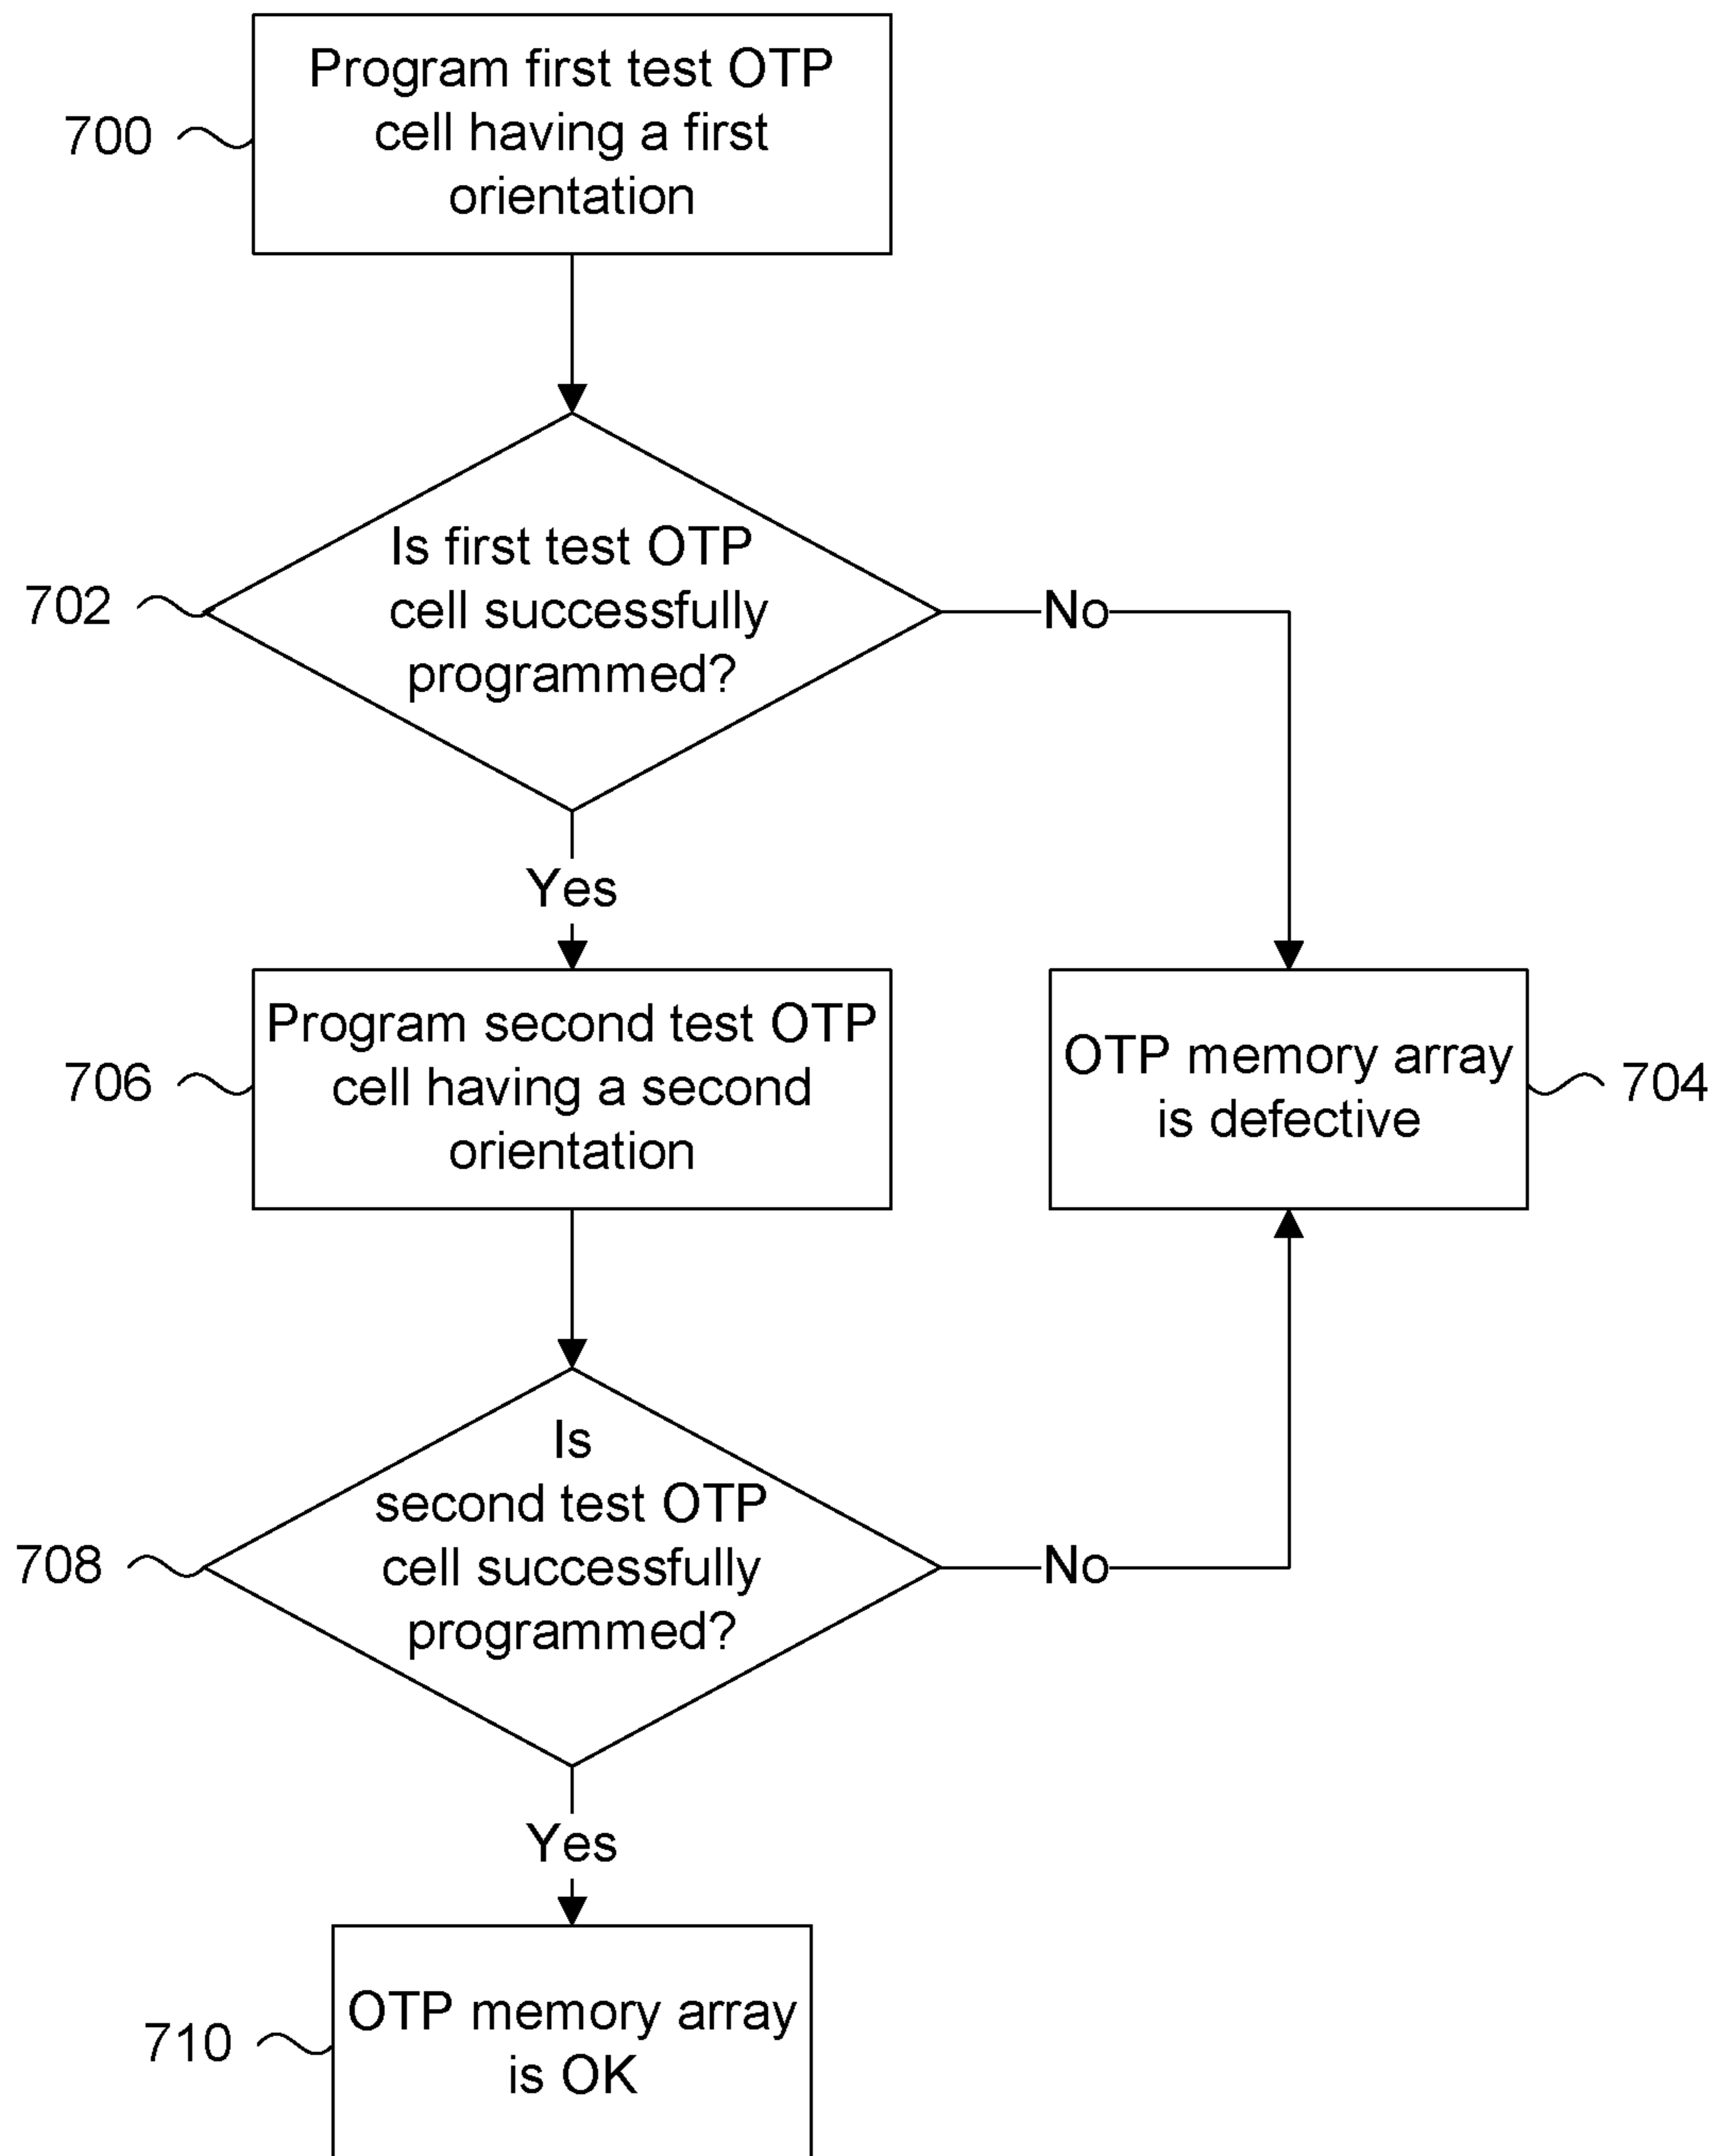 Program first test OTP
cell having a first
orientation
700
Is first test OTP
cell successfully
programmed?
702
No
Yes
Program second test OTP
cell having a second
orientation
706
OTP memory array
is defective
704
Is
second test OTP
cell successfully
programmed?
708
No
Yes
OTP memory array
is OK
710